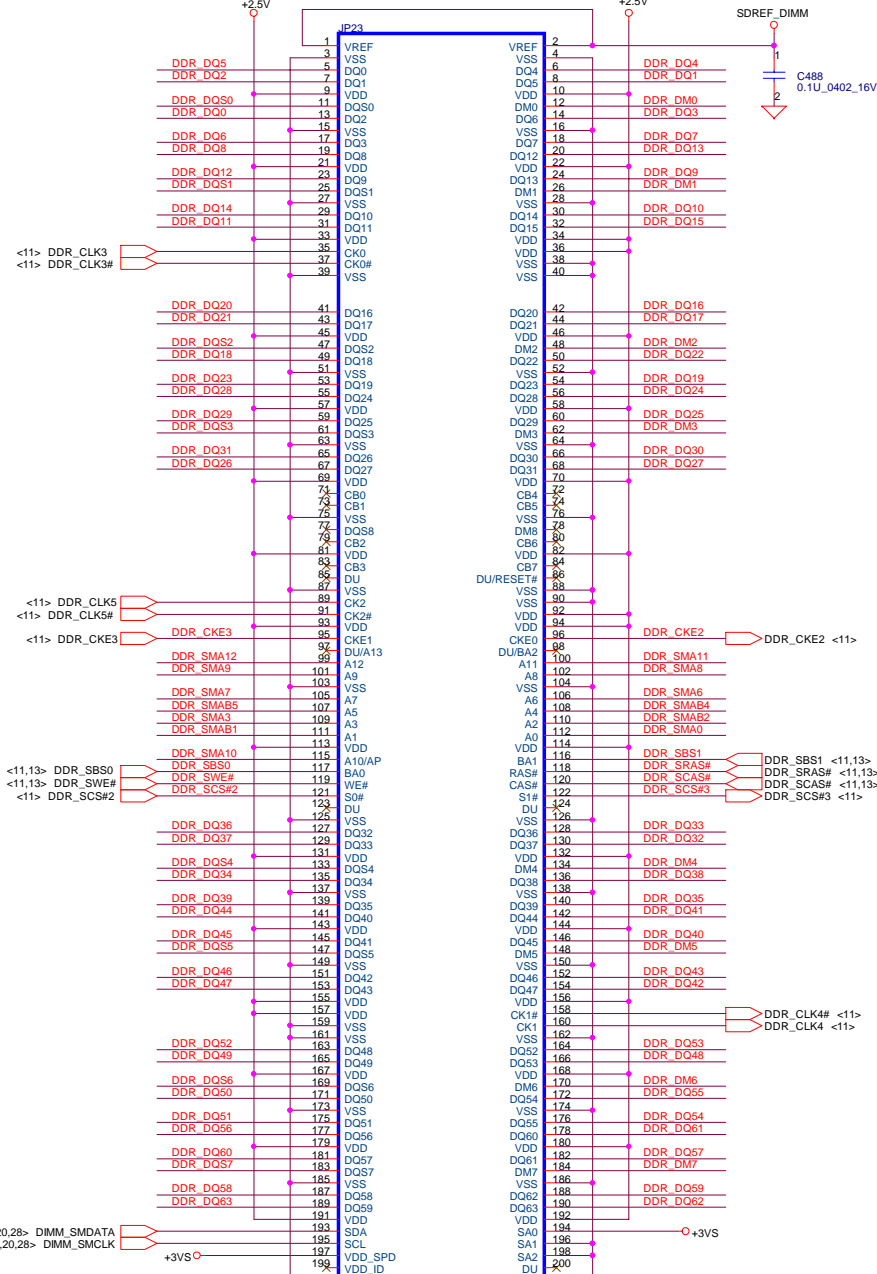 +2.5V +2.5V
SDREF_DIMM
JP23
1 VREF VREF 2
3 VSS VSS 4 1
DDR_DQ5 5 DQ0 DQ4 6 DDR_DQ4
C488
DDR_DQ2 7 DQ1 DQ5 8 DDR_DQ1
0.1U_0402_16V
9 VDD VDD 10 2
DDR_DQS0 11 DQS0 DM0 12 DDR_DM0
DDR_DQ0 13 DQ2 DQ6 14 DDR_DQ3
15 VSS VSS 16
DDR_DQ6 17 DQ3 DQ7 18 DDR_DQ7
DDR_DQ8 19 DQ8 DQ12 20 DDR_DQ13
21 VDD VDD 22
DDR_DQ12 23 DQ9 DQ13 24 DDR_DQ9
DDR_DQS1 25 DQS1 DM1 26 DDR_DM1
27 VSS VSS 28
DDR_DQ14 29 DQ10 DQ14 30 DDR_DQ10
DDR_DQ11 31 DQ11 DQ15 32 DDR_DQ15
33 VDD VDD 34
<11> DDR_CLK3 35 CK0 VDD 36
<11> DDR_CLK3# 37 CK0# VSS 38
39 VSS VSS 40
DDR_DQ20 41 DQ16 DQ20 42 DDR_DQ16
DDR_DQ21 43 DQ17 DQ21 44 DDR_DQ17
45 VDD VDD 46
DDR_DQS2 47 DQS2 DM2 48 DDR_DM2
DDR_DQ18 49 DQ18 DQ22 50 DDR_DQ22
51 VSS VSS 52
DDR_DQ23 53 DQ19 DQ23 54 DDR_DQ19
DDR_DQ28 55 DQ24 DQ28 56 DDR_DQ24
57 VDD VDD 58
DDR_DQ29 59 DQ25 DQ29 60 DDR_DQ25
DDR_DQS3 61 DQS3 DM3 62 DDR_DM3
63 VSS VSS 64
DDR_DQ31 65 DQ26 DQ30 66 DDR_DQ30
DDR_DQ26 67 DQ27 DQ31 68 DDR_DQ27
69 VDD VDD 70
71 CB0 CB4 72
73 CB1 CB5 74
75 VSS VSS 76
77 DQS8 DM8 78
79 CB2 CB6 80
81 VDD VDD 82
83 CB3 CB7 84
85 DU DU/RESET# 86
87 VSS VSS 88
<11> DDR_CLK5 89 CK2 VSS 90
<11> DDR_CLK5# 91 CK2# VDD 92
93 VDD VDD 94
<11> DDR_CKE3 DDR_CKE3 95 CKE1 CKE0 96 DDR_CKE2 DDR_CKE2 <11>
97 DU/A13 DU/BA2 98
DDR_SMA12 99 A12 A11 100 DDR_SMA11
DDR_SMA9 101 A9 A8 102 DDR_SMA8
103 VSS VSS 104
DDR_SMA7 105 A7 A6 106 DDR_SMA6
DDR_SMAB5 107 A5 A4 108 DDR_SMAB4
DDR_SMA3 109 A3 A2 110 DDR_SMAB2
DDR_SMAB1 111 A1 A0 112 DDR_SMA0
113 VDD VDD 114
DDR_SMA10 115 A10/AP BA1 116 DDR_SBS1 DDR_SBS1 <11,13>
<11,13> DDR_SBS0 DDR_SBS0 117 BA0 RAS# 118 DDR_SRAS# DDR_SRAS# <11,13>
<11,13> DDR_SWE# DDR_SWE# 119 WE# CAS# 120 DDR_SCAS# DDR_SCAS# <11,13>
<11> DDR_SCS#2 DDR_SCS#2 121 S0# S1# 122 DDR_SCS#3 DDR_SCS#3 <11>
123 DU DU 124
125 VSS VSS 126
DDR_DQ36 127 DQ32 DQ36 128 DDR_DQ33
DDR_DQ37 129 DQ33 DQ37 130 DDR_DQ32
131 VDD VDD 132
DDR_DQS4 133 DQS4 DM4 134 DDR_DM4
DDR_DQ34 135 DQ34 DQ38 136 DDR_DQ38
137 VSS VSS 138
DDR_DQ39 139 DQ35 DQ39 140 DDR_DQ35
DDR_DQ44 141 DQ40 DQ44 142 DDR_DQ41
143 VDD VDD 144
DDR_DQ45 145 DQ41 DQ45 146 DDR_DQ40
DDR_DQS5 147 DQS5 DM5 148 DDR_DM5
149 VSS VSS 150
DDR_DQ46 151 DQ42 DQ46 152 DDR_DQ43
DDR_DQ47 153 DQ43 DQ47 154 DDR_DQ42
155 VDD VDD 156
157 VDD CK1# 158 DDR_CLK4# <11>
159 VSS CK1 160 DDR_CLK4 <11>
161 VSS VSS 162
DDR_DQ52 163 DQ48 DQ52 164 DDR_DQ53
DDR_DQ49 165 DQ49 DQ53 166 DDR_DQ48
167 VDD VDD 168
DDR_DQS6 169 DQS6 DM6 170 DDR_DM6
DDR_DQ50 171 DQ50 DQ54 172 DDR_DQ55
173 VSS VSS 174
DDR_DQ51 175 DQ51 DQ55 176 DDR_DQ54
DDR_DQ56 177 DQ56 DQ60 178 DDR_DQ61
179 VDD VDD 180
DDR_DQ60 181 DQ57 DQ61 182 DDR_DQ57
DDR_DQS7 183 DQS7 DM7 184 DDR_DM7
185 VSS VSS 186
DDR_DQ58 187 DQ58 DQ62 188 DDR_DQ59
DDR_DQ63 189 DQ59 DQ63 190 DDR_DQ62
191 VDD VDD 192
20,28> DIMM_SMDATA 193 SDA SA0 194 +3VS
,20,28> DIMM_SMCLK 195 SCL SA1 196
+3VS 197 VDD_SPD SA2 198
199 VDD_ID DU 200